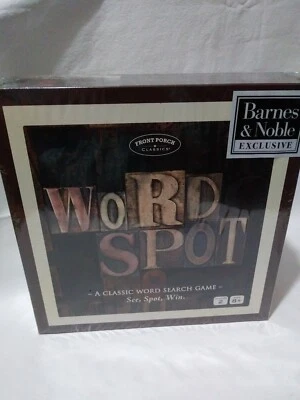 Barnes
& Noble
EXCLUSIVE
FRONT PORCH
CLASSICS
WORD
SPOT
- A CLASSIC WORD SEARCH GAME -
See. Spot. Win.